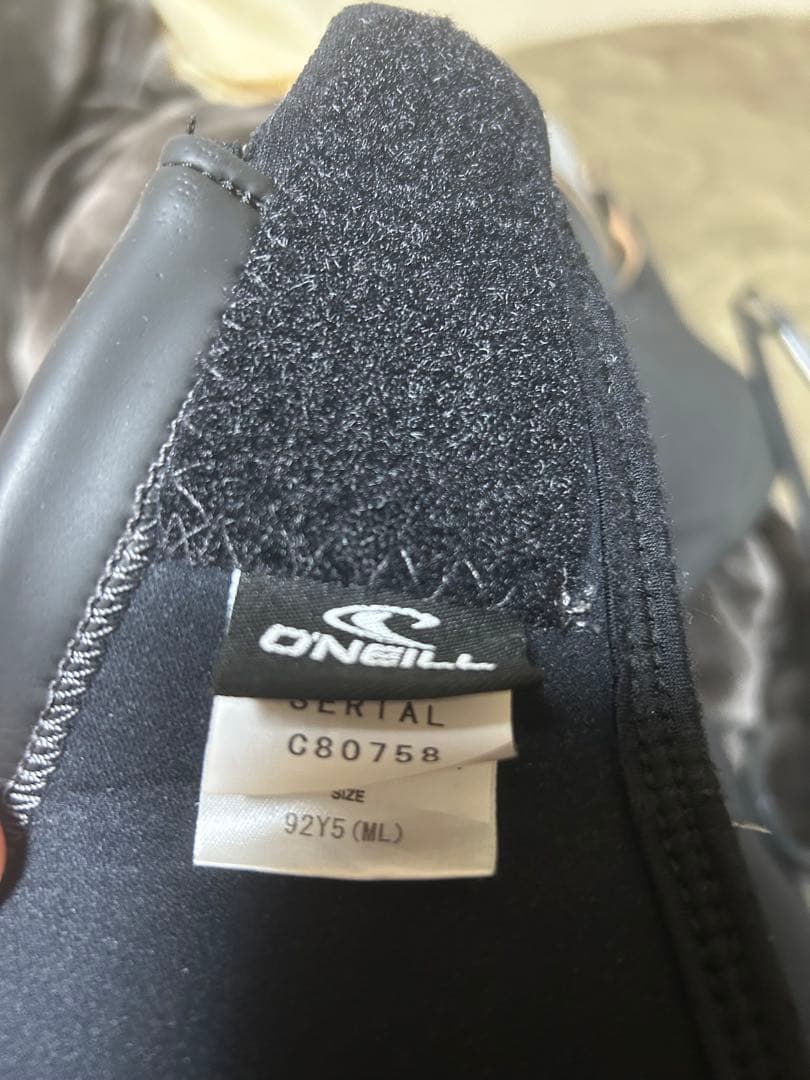 O'NEILL
SERIAL
C80758
SIZE
92Y5(ML)